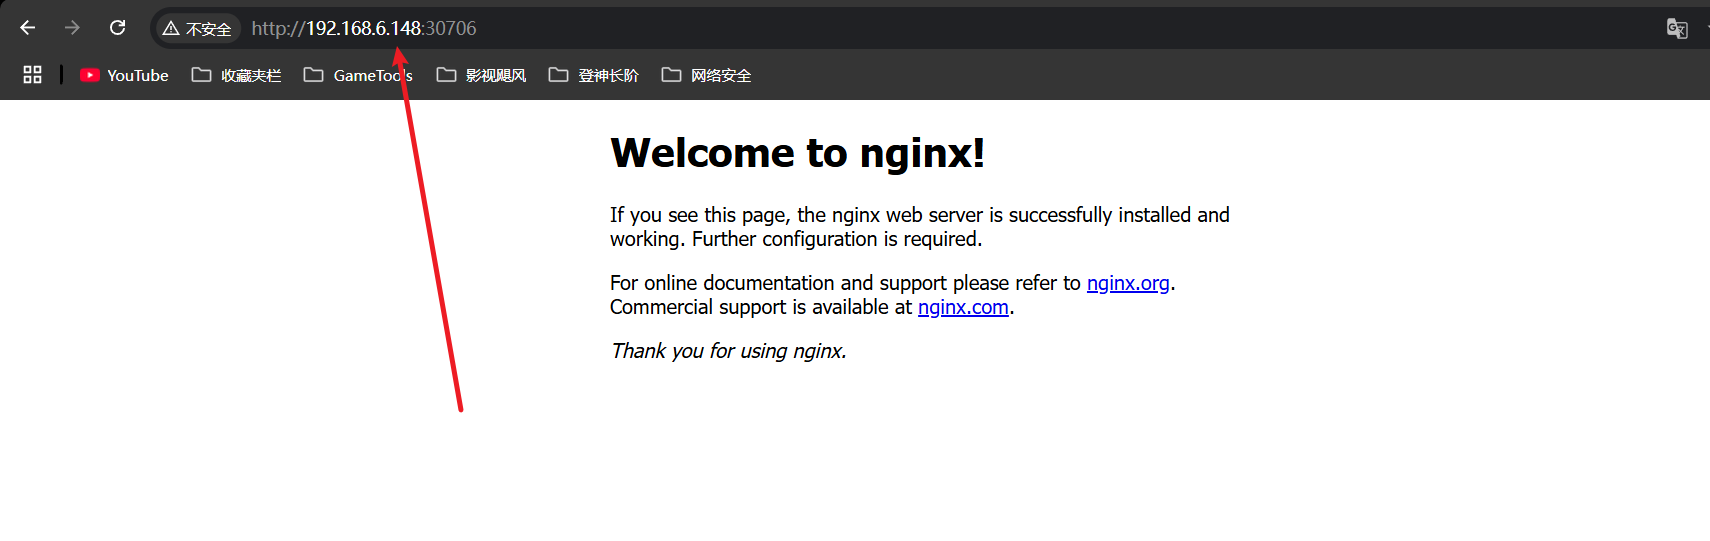 不安全 http://192.168.6.148:30706
YouTube 收藏夹栏 GameTools 影视飓风 登神长阶 网络安全
Welcome to nginx!
If you see this page, the nginx web server is successfully installed and
working. Further configuration is required.
For online documentation and support please refer to nginx.org.
Commercial support is available at nginx.com.
Thank you for using nginx.